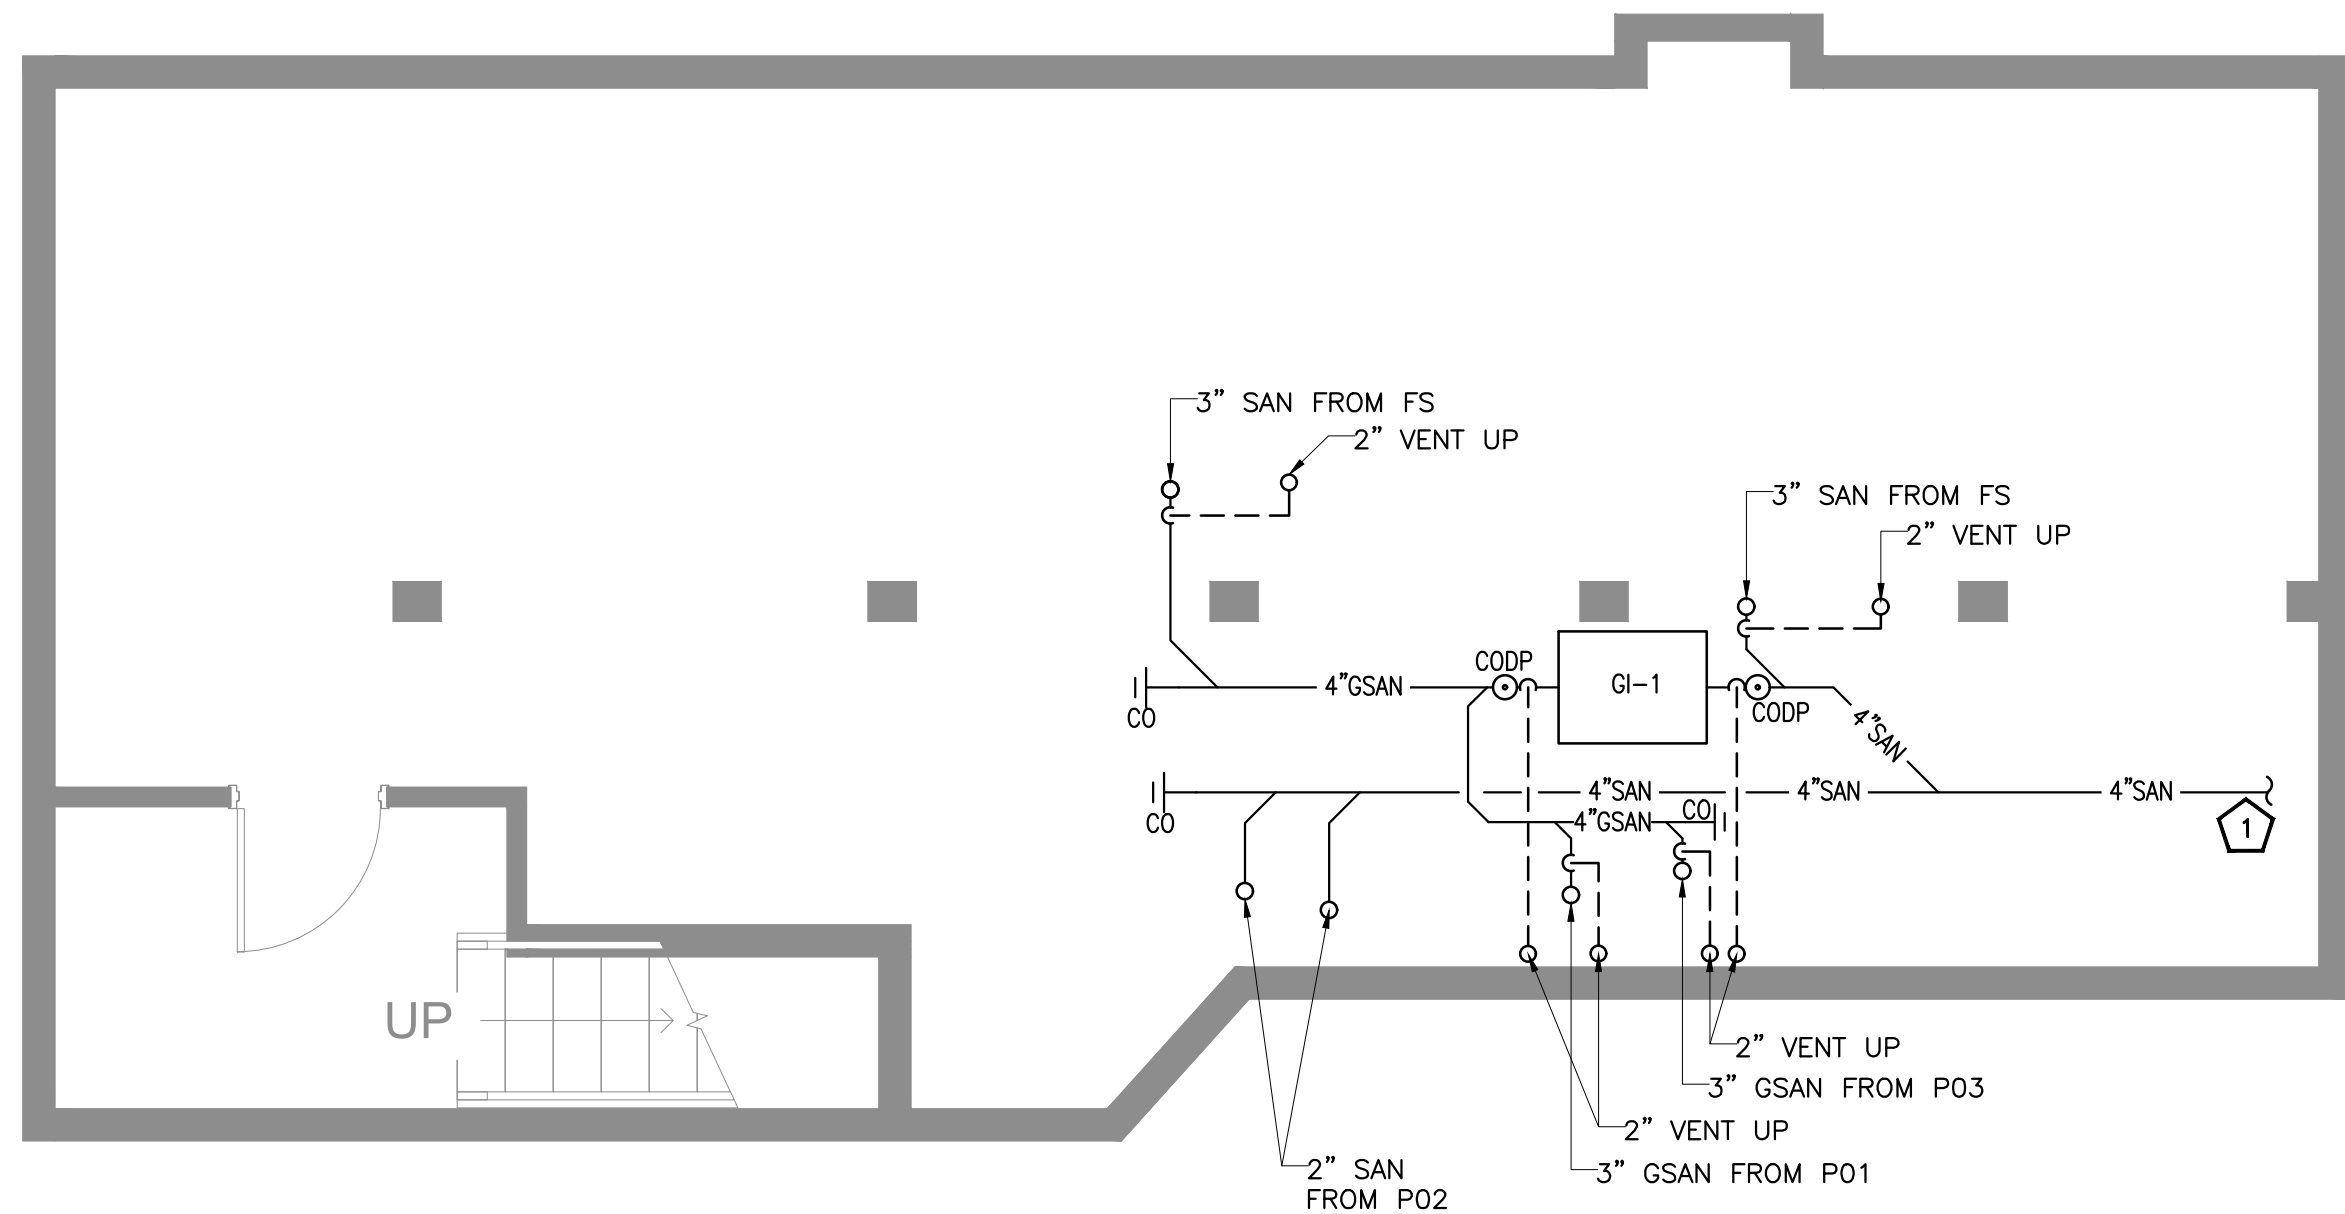 3" SAN FROM FS
2" VENT UP
3" SAN FROM FS
2" VENT UP
CODP
4"GSAN
GI-1
CO
CODP
4"SAN
4"SAN
4"SAN
4"SAN
CO
4"GSAN
CO
1
UP
2" VENT UP
3" GSAN FROM P03
2" VENT UP
3" GSAN FROM P01
2" SAN
FROM P02